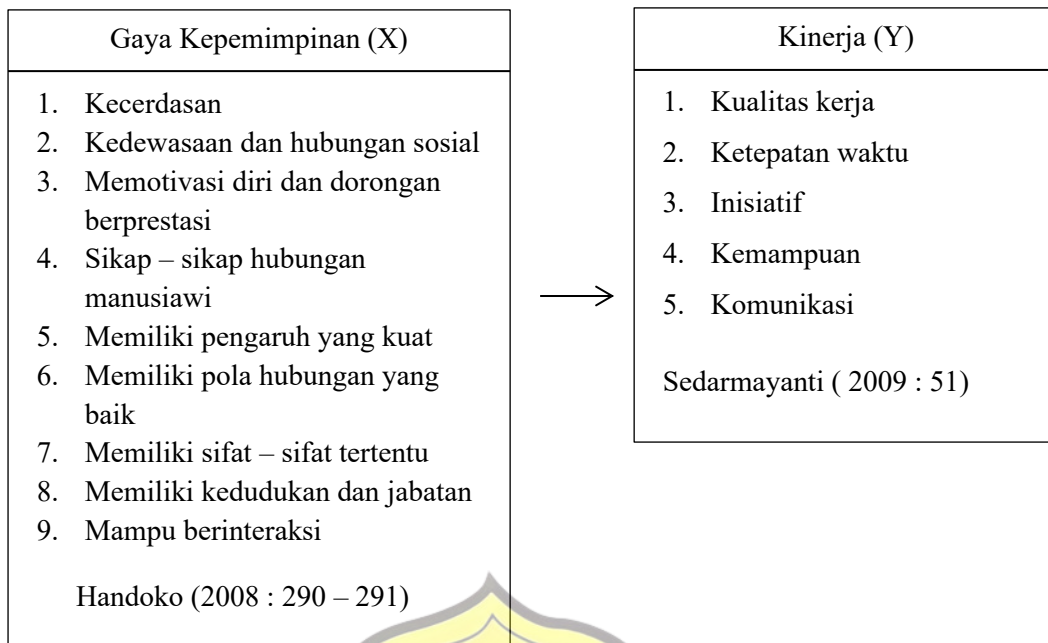 Gaya Kepemimpinan (X)
1. Kecerdasan
2. Kedewasaan dan hubungan sosial
3. Memotivasi diri dan dorongan
berprestasi
4. Sikap – sikap hubungan
manusiawi
5. Memiliki pengaruh yang kuat
6. Memiliki pola hubungan yang
baik
7. Memiliki sifat – sifat tertentu
8. Memiliki kedudukan dan jabatan
9. Mampu berinteraksi
Handoko (2008 : 290 – 291)
Kinerja (Y)
1. Kualitas kerja
2. Ketepatan waktu
3. Inisiatif
4. Kemampuan
5. Komunikasi
Sedarmayanti ( 2009 : 51)